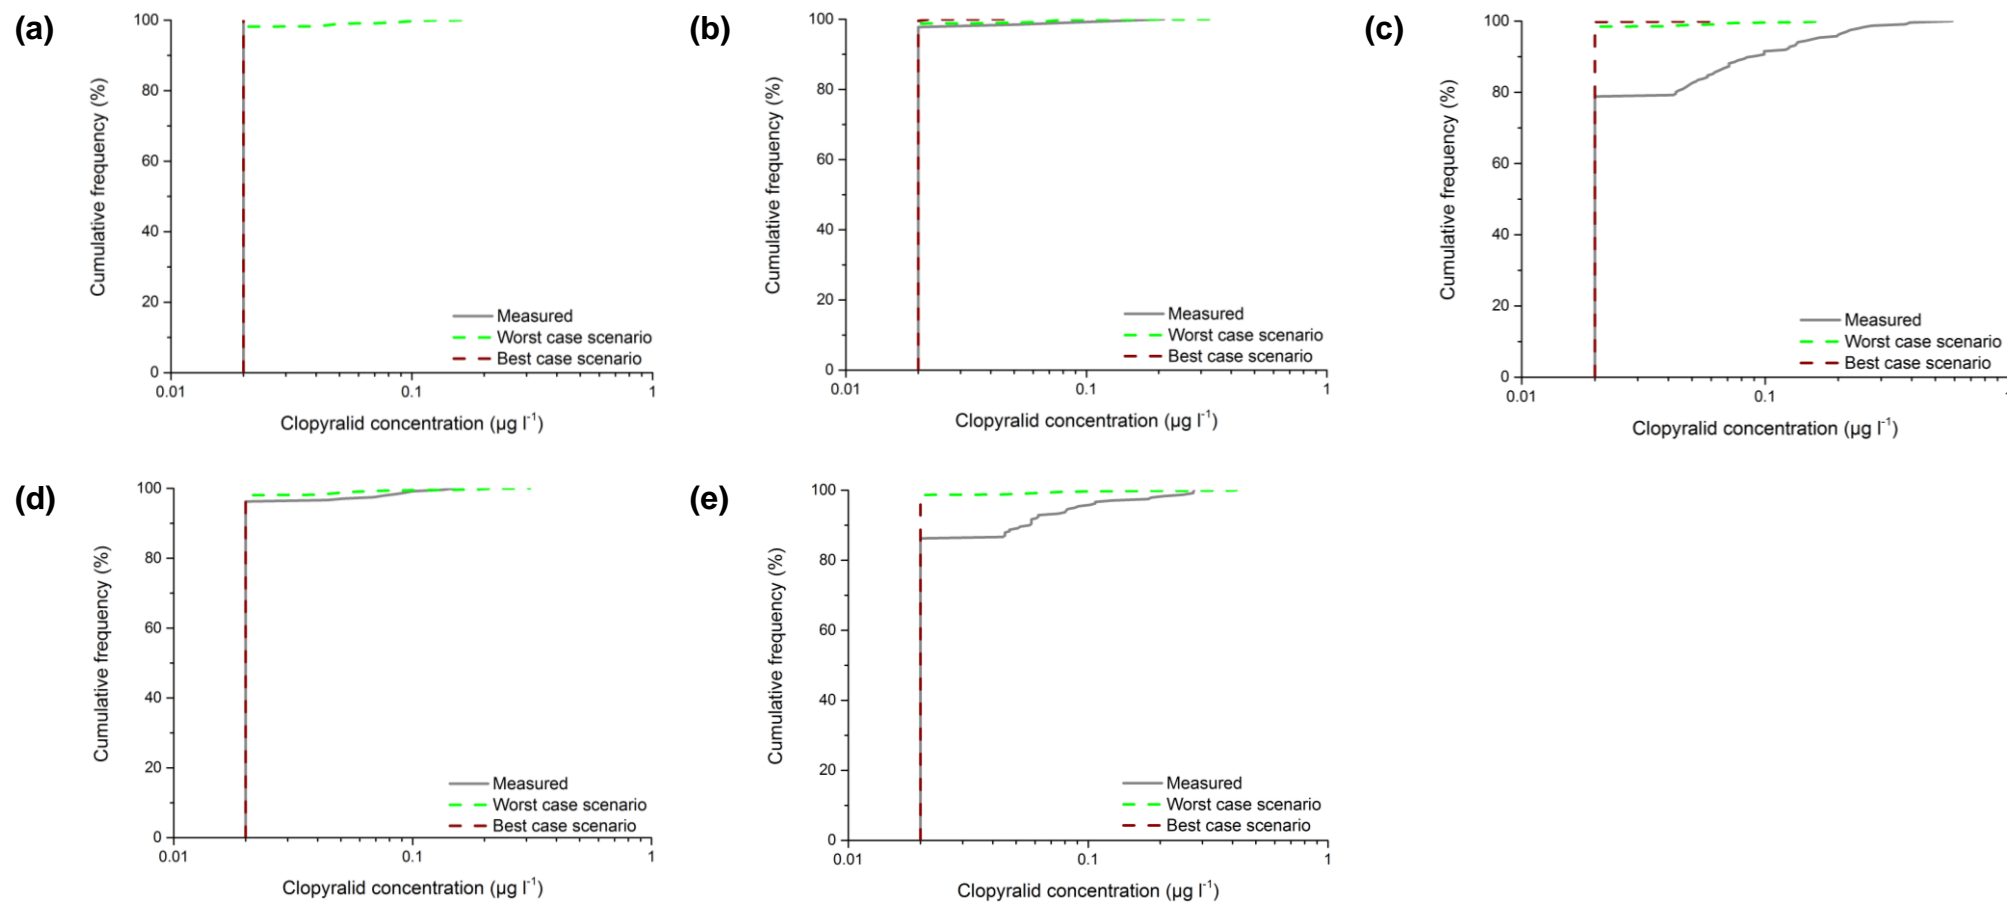 (a)
100
80
60
40
20
0
Cumulative frequency (%)
Measured
Worst case scenario
Best case scenario
0.01
0.1
1
Clopyralid concentration (µg l⁻¹)
(b)
100
80
60
40
20
0
Cumulative frequency (%)
Measured
Worst case scenario
Best case scenario
0.01
0.1
1
Clopyralid concentration (µg l⁻¹)
(c)
100
80
60
40
20
0
Cumulative frequency (%)
Measured
Worst case scenario
Best case scenario
0.01
0.1
1
Clopyralid concentration (µg l⁻¹)
(d)
100
80
60
40
20
0
Cumulative frequency (%)
Measured
Worst case scenario
Best case scenario
0.01
0.1
1
Clopyralid concentration (µg l⁻¹)
(e)
100
80
60
40
20
0
Cumulative frequency (%)
Measured
Worst case scenario
Best case scenario
0.01
0.1
1
Clopyralid concentration (µg l⁻¹)